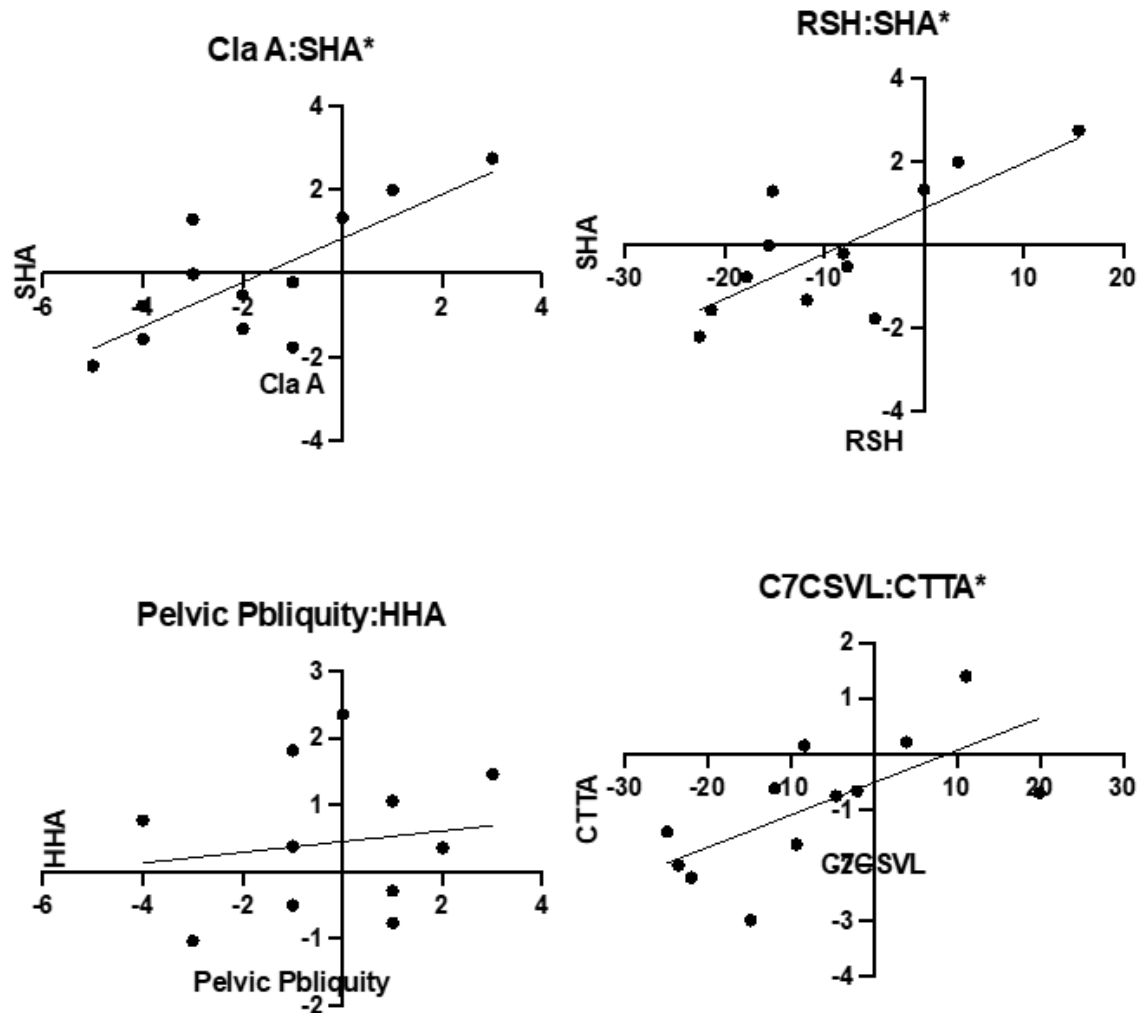 Cla A:SHA*
4
2
-6 -4 -2 2 4
-2
-4
SHA
Cla A
RSH:SHA*
4
2
-30 -20 -10 10 20
-2
-4
SHA
RSH
Pelvic Pbliquity:HHA
3
2
1
-6 -4 -2 2 4
-1
-2
HHA
Pelvic Pbliquity
C7CSVL:CTTA*
2
1
-30 -20 -10 10 20 30
-1
-3
-4
CTTA
C7CSVL